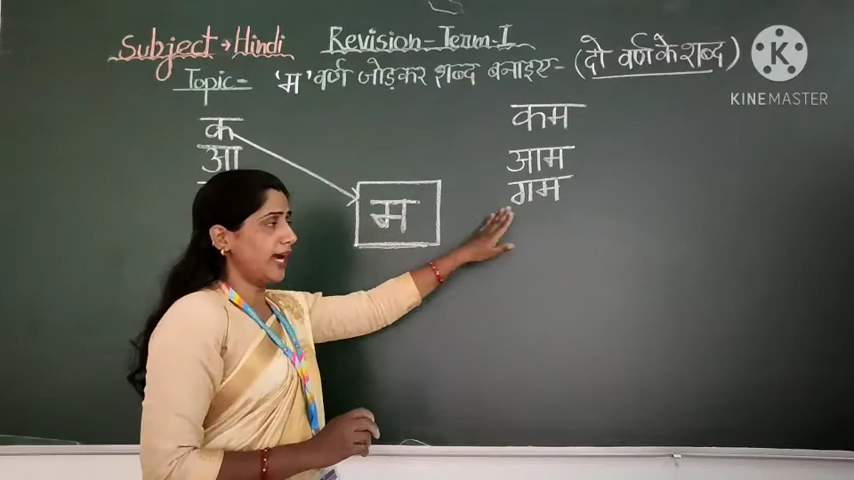 Subject→Hindi Revision-Term-I
Topic- 'म' वर्ण जोड़कर शब्द बनाइए- (दो वर्ण के शब्द)
क
आ
म
कम
आम
गम
K
KINEMASTER